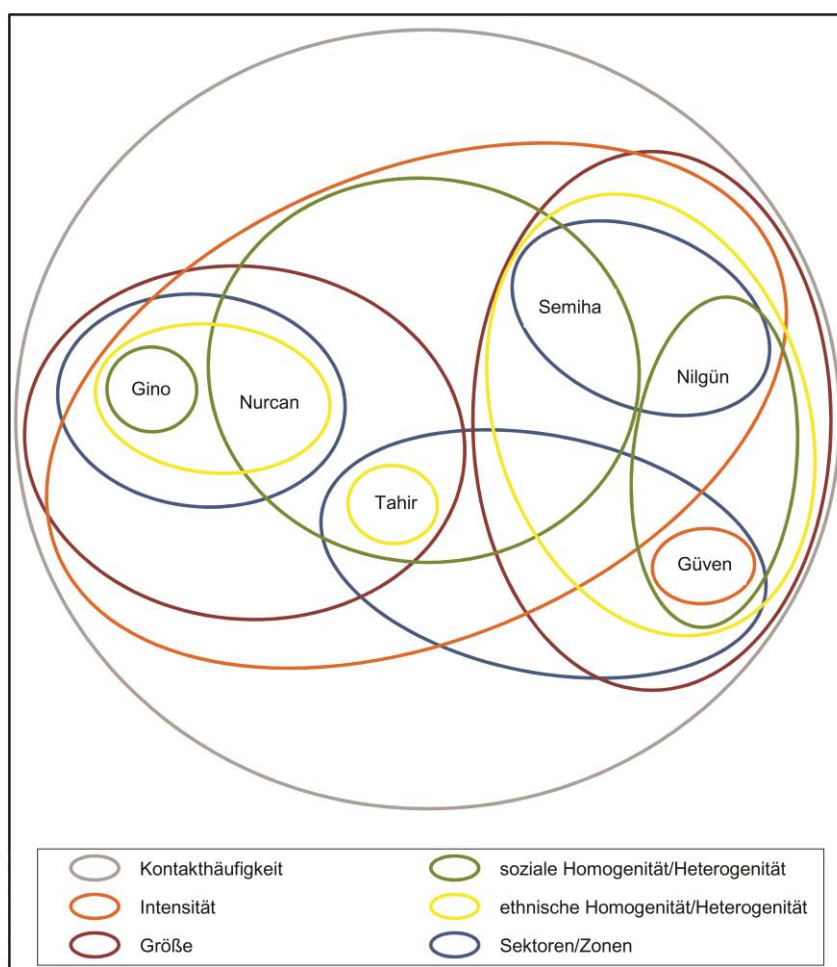 Semiha
Nilgün
Gino
Nurcan
Tahir
Güven
Kontakthäufigkeit
Intensität
Größe
soziale Homogenität/Heterogenität
ethnische Homogenität/Heterogenität
Sektoren/Zonen